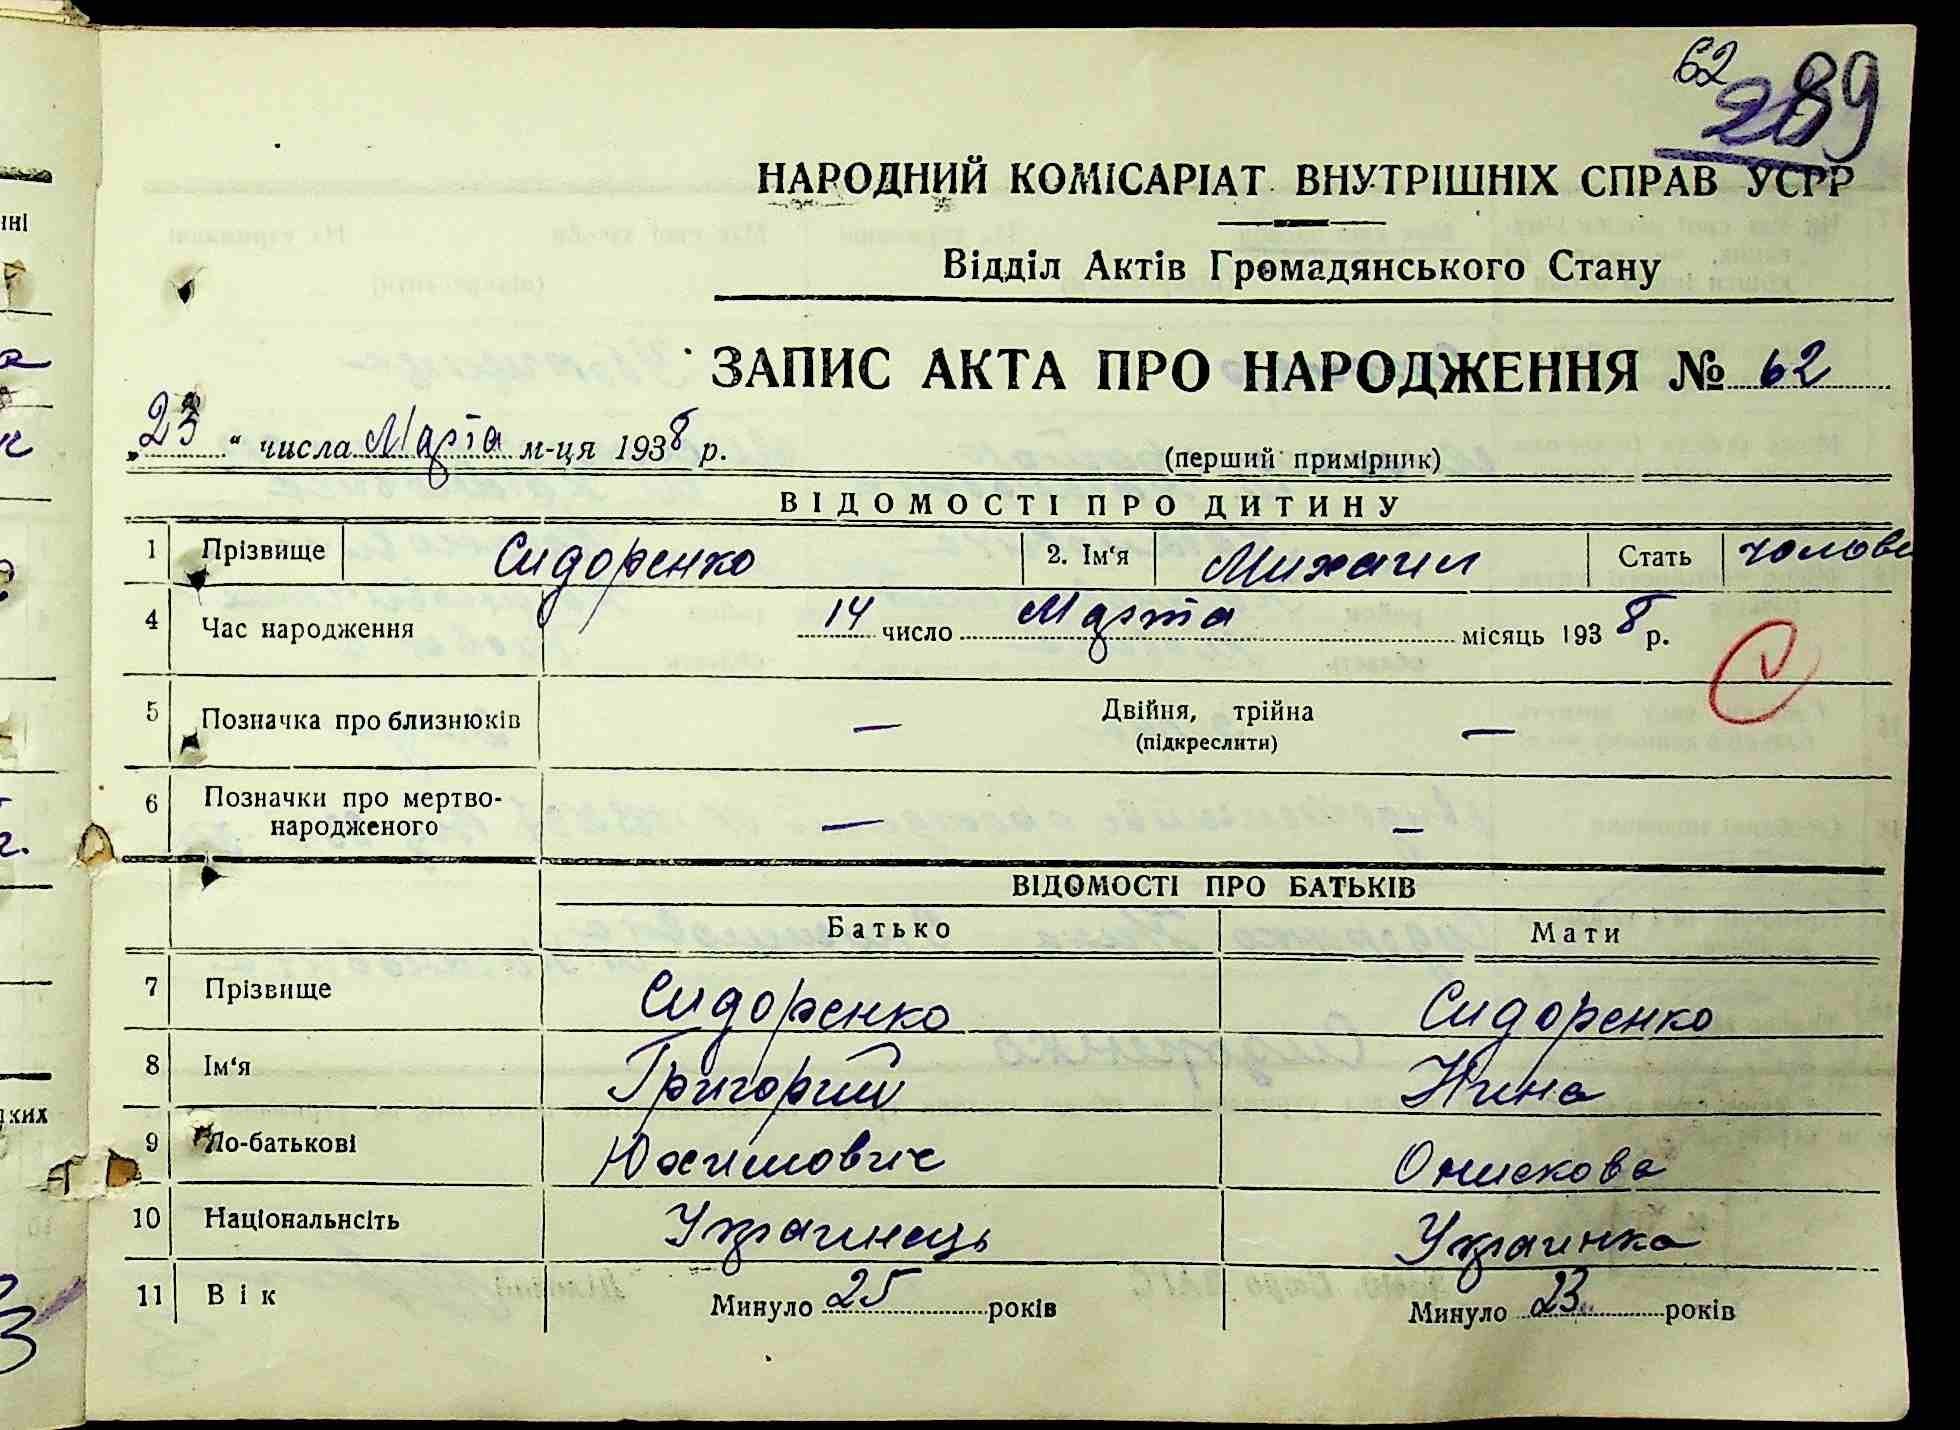 62
289
НАРОДНИЙ КОМІСАРІАТ ВНУТРІШНІХ СПРАВ УСРР
Відділ Актів Громадянського Стану
ЗАПИС АКТА ПРО НАРОДЖЕННЯ № 62
„23“ числа Марта м-ця 1938 р.
(перший примірник)
ВІДОМОСТІ ПРО ДИТИНУ
1 Прізвище Сидоренко 2. Ім‘я Михаил Стать чолові
4 Час народження 14 число Марта місяць 1938 р.
5 Позначка про близнюків — Двійня, трійна —
(підкреслити)
6 Позначки про мертво-
народженого — —
ВІДОМОСТІ ПРО БАТЬКІВ
Батько Мати
7 Прізвище Сидоренко Сидоренко
8 Ім‘я Григорий Нина
9 По-батькові Юхимович Онискова
10 Національнсіть Украинець Украинка
11 Вік Минуло 25 років Минуло 23 років